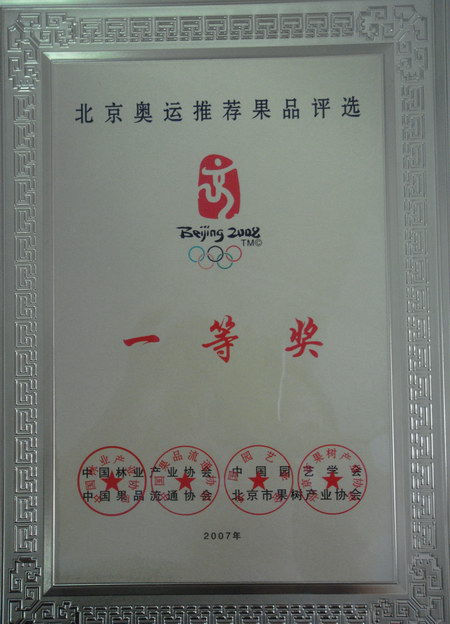 北京奥运推荐果品评选
Beijing 2008
TM©
一等奖
中国林业产业协会 中国园艺学会
中国果品流通协会 北京市果树产业协会
2007年